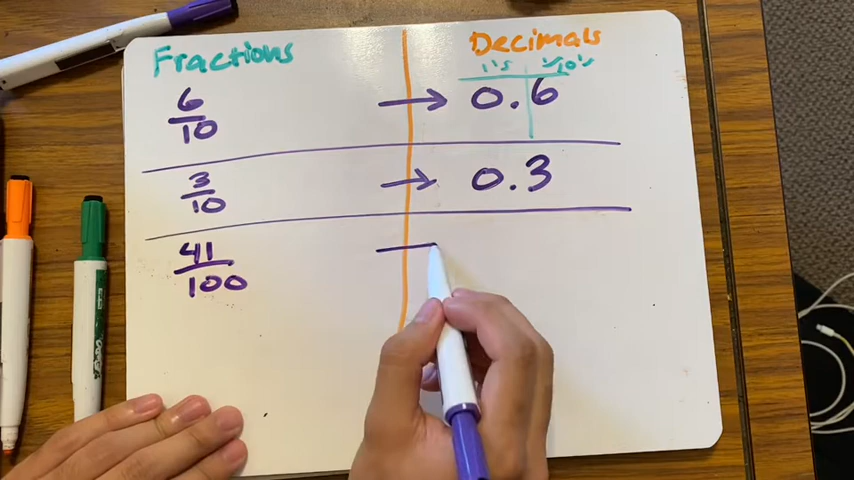 Fractions Decimals
1's 1/10's
6/10 → 0.6
3/10 → 0.3
41/100